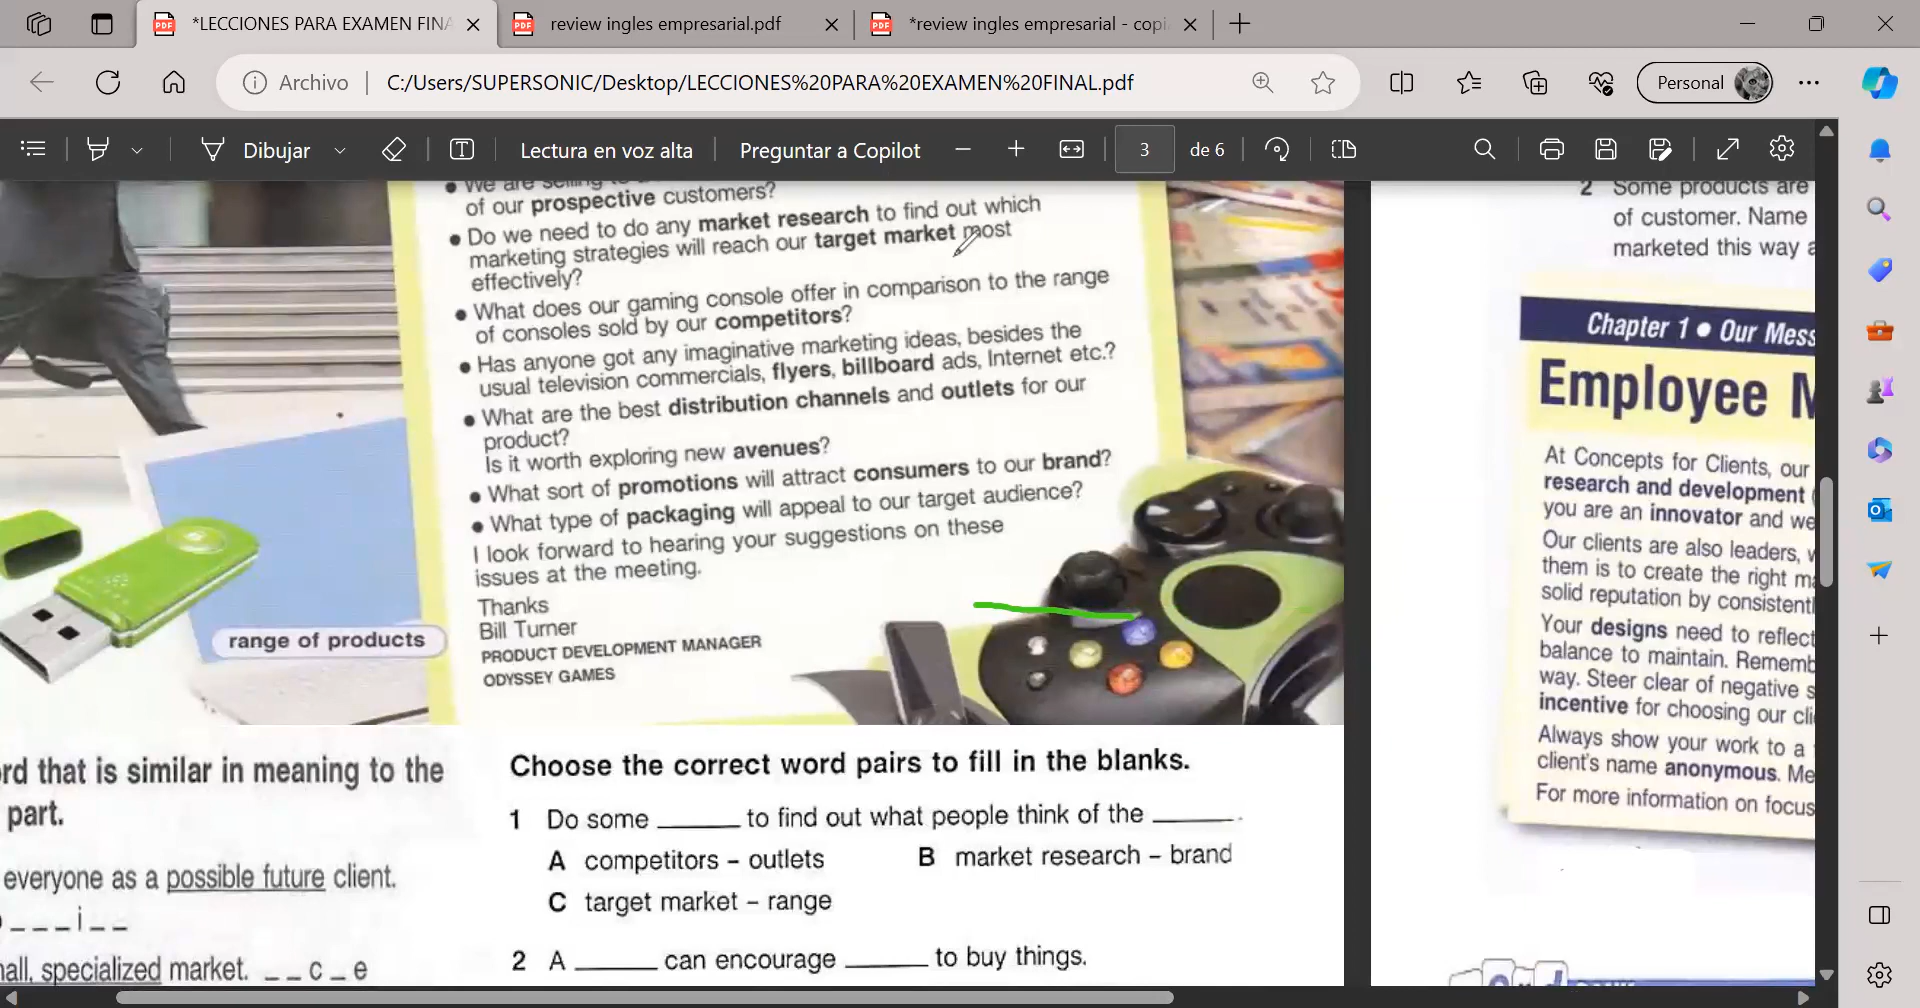 *LECCIONES PARA EXAMEN FINA
review ingles empresarial.pdf
*review ingles empresarial - copi
Archivo
C:/Users/SUPERSONIC/Desktop/LECCIONES%20PARA%20EXAMEN%20FINAL.pdf
Personal
Dibujar
Lectura en voz alta
Preguntar a Copilot
3
de 6
• We are selling to
of our prospective customers?
• Do we need to do any market research to find out which
marketing strategies will reach our target market most
effectively?
• What does our gaming console offer in comparison to the range
of consoles sold by our competitors?
• Has anyone got any imaginative marketing ideas, besides the
usual television commercials, flyers, billboard ads, Internet etc.?
• What are the best distribution channels and outlets for our
product?
Is it worth exploring new avenues?
• What sort of promotions will attract consumers to our brand?
• What type of packaging will appeal to our target audience?
I look forward to hearing your suggestions on these
issues at the meeting.
Thanks
Bill Turner
PRODUCT DEVELOPMENT MANAGER
ODYSSEY GAMES
range of products
rd that is similar in meaning to the
part.
everyone as a possible future client.
_ _ _ i _ _
all, specialized market. _ _ c _ e
Choose the correct word pairs to fill in the blanks.
1 Do some ______ to find out what people think of the ______.
A competitors – outlets
B market research – brand
C target market – range
2 A ______ can encourage ______ to buy things.
2 Some products are
of customer. Name
marketed this way a
Chapter 1 • Our Mess
Employee M
At Concepts for Clients, our
research and development
you are an innovator and we
Our clients are also leaders, w
them is to create the right ma
solid reputation by consistentl
Your designs need to reflect
balance to maintain. Rememb
way. Steer clear of negative s
incentive for choosing our cli
Always show your work to a
client's name anonymous. Me
For more information on focus